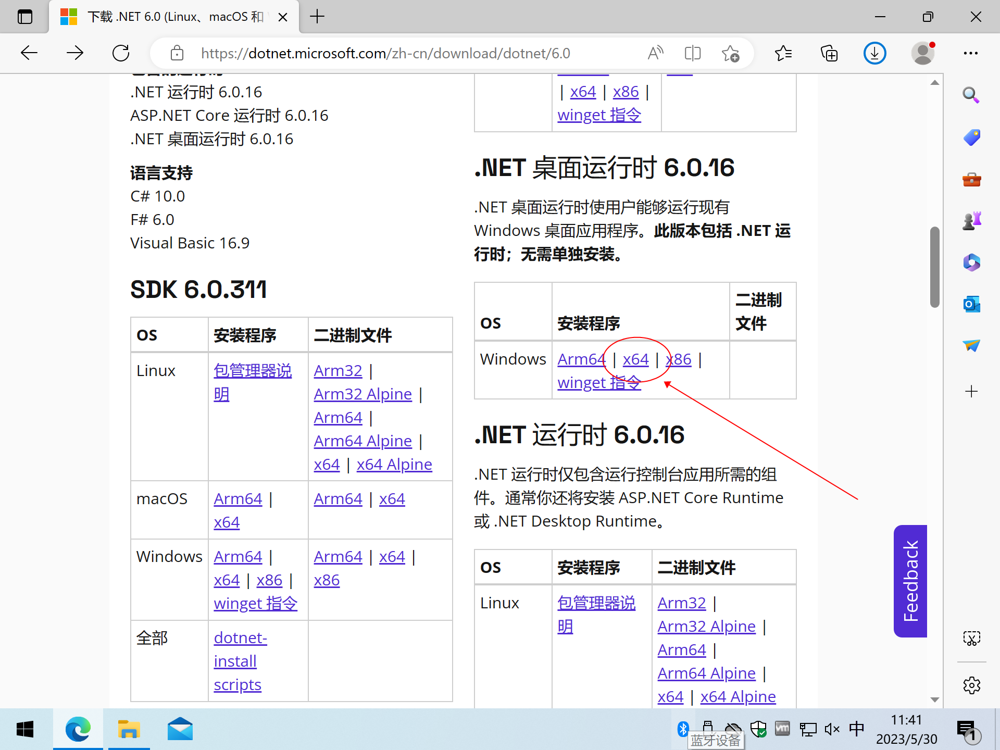 下载 .NET 6.0 (Linux、macOS 和
https://dotnet.microsoft.com/zh-cn/download/dotnet/6.0
.NET 运行时 6.0.16
ASP.NET Core 运行时 6.0.16
.NET 桌面运行时 6.0.16
语言支持
C# 10.0
F# 6.0
Visual Basic 16.9
SDK 6.0.311
OS 安装程序 二进制文件
Linux 包管理器说明 Arm32 |
Arm32 Alpine |
Arm64 |
Arm64 Alpine |
x64 | x64 Alpine
macOS Arm64 | Arm64 | x64
x64
Windows Arm64 | Arm64 | x64 |
x64 | x86 | x86
winget 指令
全部 dotnet-
install
scripts
| x64 | x86 |
winget 指令
.NET 桌面运行时 6.0.16
.NET 桌面运行时使用户能够运行现有
Windows 桌面应用程序。此版本包括 .NET 运
行时；无需单独安装。
OS 安装程序 二进制
文件
Windows Arm64 | x64 | x86 |
winget 指令
.NET 运行时 6.0.16
.NET 运行时仅包含运行控制台应用所需的组
件。通常你还将安装 ASP.NET Core Runtime
或 .NET Desktop Runtime。
OS 安装程序 二进制文件
Linux 包管理器说 Arm32 |
明 Arm32 Alpine |
Arm64 |
Arm64 Alpine |
x64 | x64 Alpine
Feedback
蓝牙设备
中
11:41
2023/5/30
1